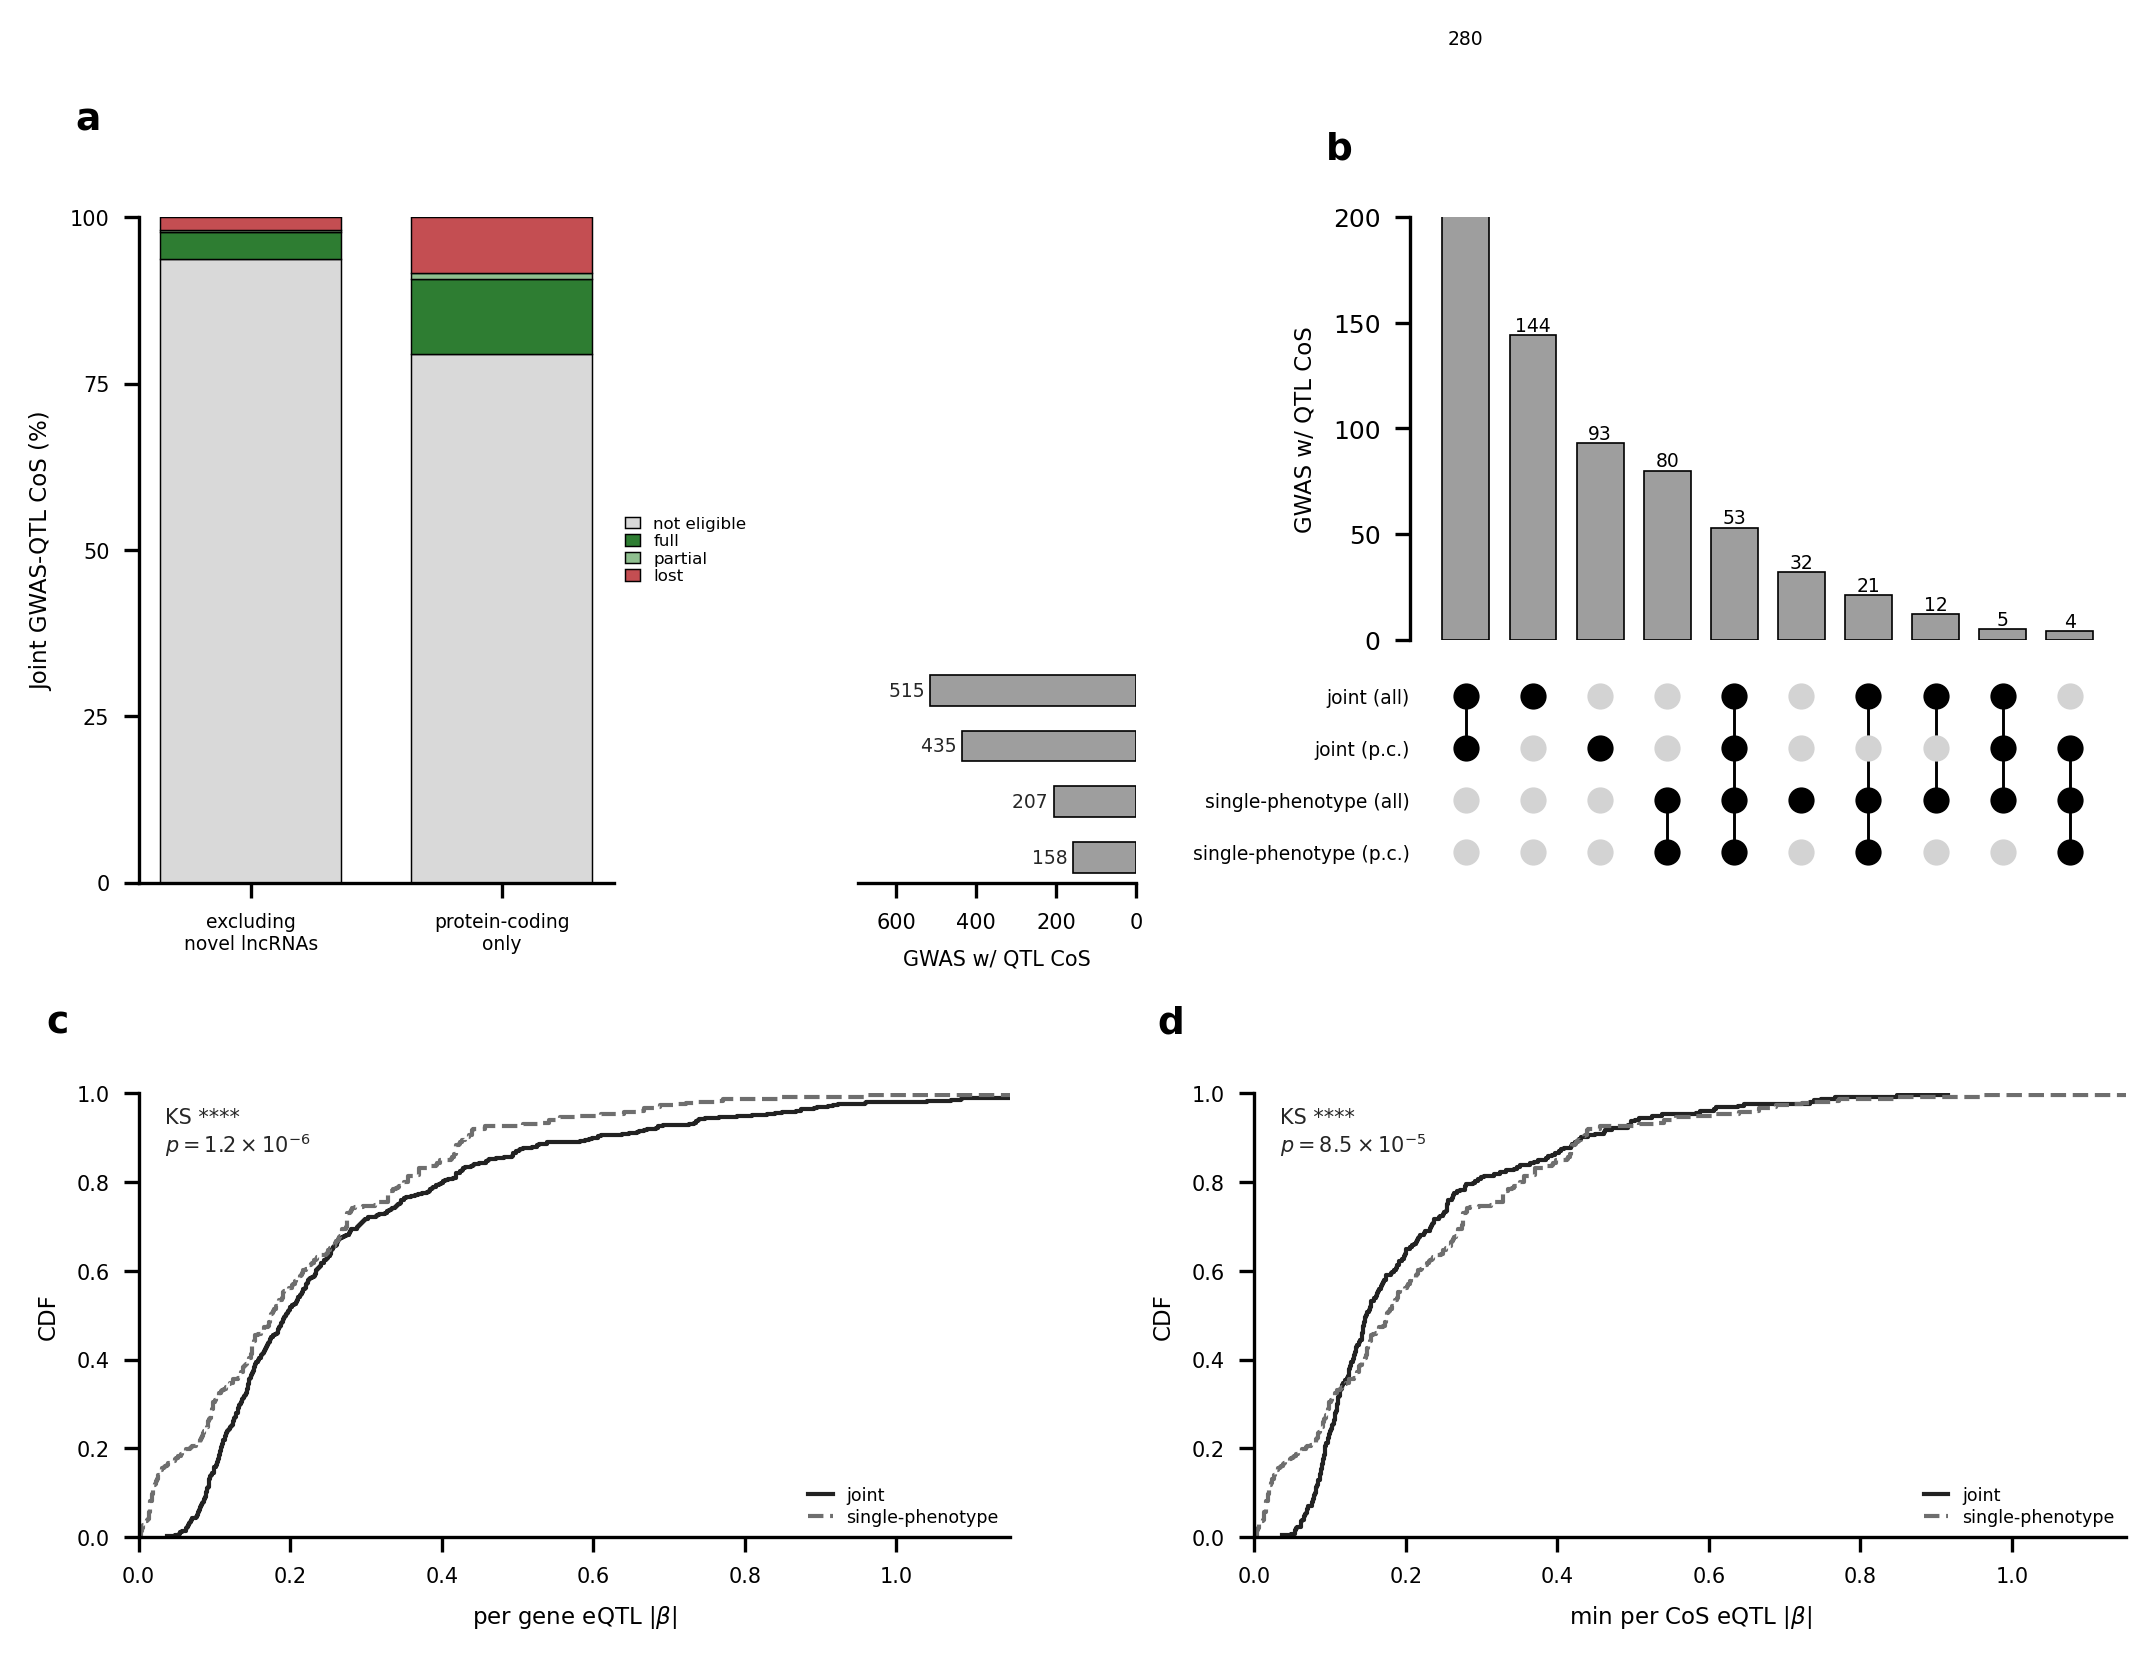 280
a
100
75
50
25
0
Joint GWAS-QTL CoS (%)
excluding
novel lncRNAs
protein-coding
only
not eligible
full
partial
lost
515
435
207
158
600
400
200
0
GWAS w/ QTL CoS
b
200
150
100
50
0
GWAS w/ QTL CoS
144
93
80
53
32
21
12
5
4
joint (all)
joint (p.c.)
single-phenotype (all)
single-phenotype (p.c.)
c
1.0
0.8
0.6
0.4
0.2
0.0
CDF
KS ****
p = 1.2 × 10⁻⁶
joint
single-phenotype
0.0
0.2
0.4
0.6
0.8
1.0
per gene eQTL |β|
d
1.0
0.8
0.6
0.4
0.2
0.0
CDF
KS ****
p = 8.5 × 10⁻⁵
joint
single-phenotype
0.0
0.2
0.4
0.6
0.8
1.0
min per CoS eQTL |β|